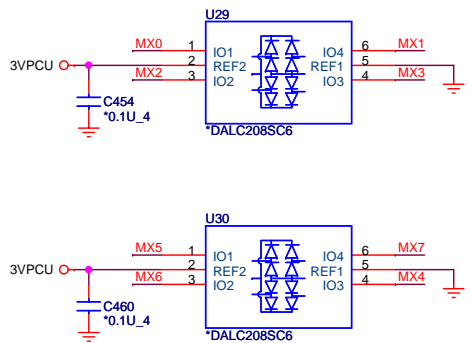 U29
MX0 1 IO1 IO4 6 MX1
3VPCU 2 REF2 REF1 5
MX2 3 IO2 IO3 4 MX3
C454
*0.1U_4
*DALC208SC6
U30
MX5 1 IO1 IO4 6 MX7
3VPCU 2 REF2 REF1 5
MX6 3 IO2 IO3 4 MX4
C460
*0.1U_4
*DALC208SC6